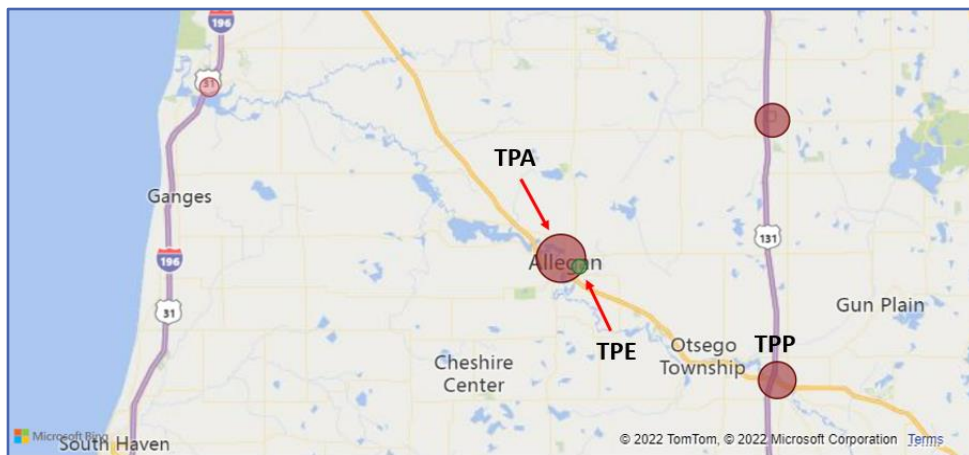 196
31
TPA
Ganges
196
131
Allegan
31
Gun Plain
TPE
Otsego
Township
TPP
Cheshire
Center
Microsoft Bing
South Haven
© 2022 TomTom, © 2022 Microsoft Corporation Terms